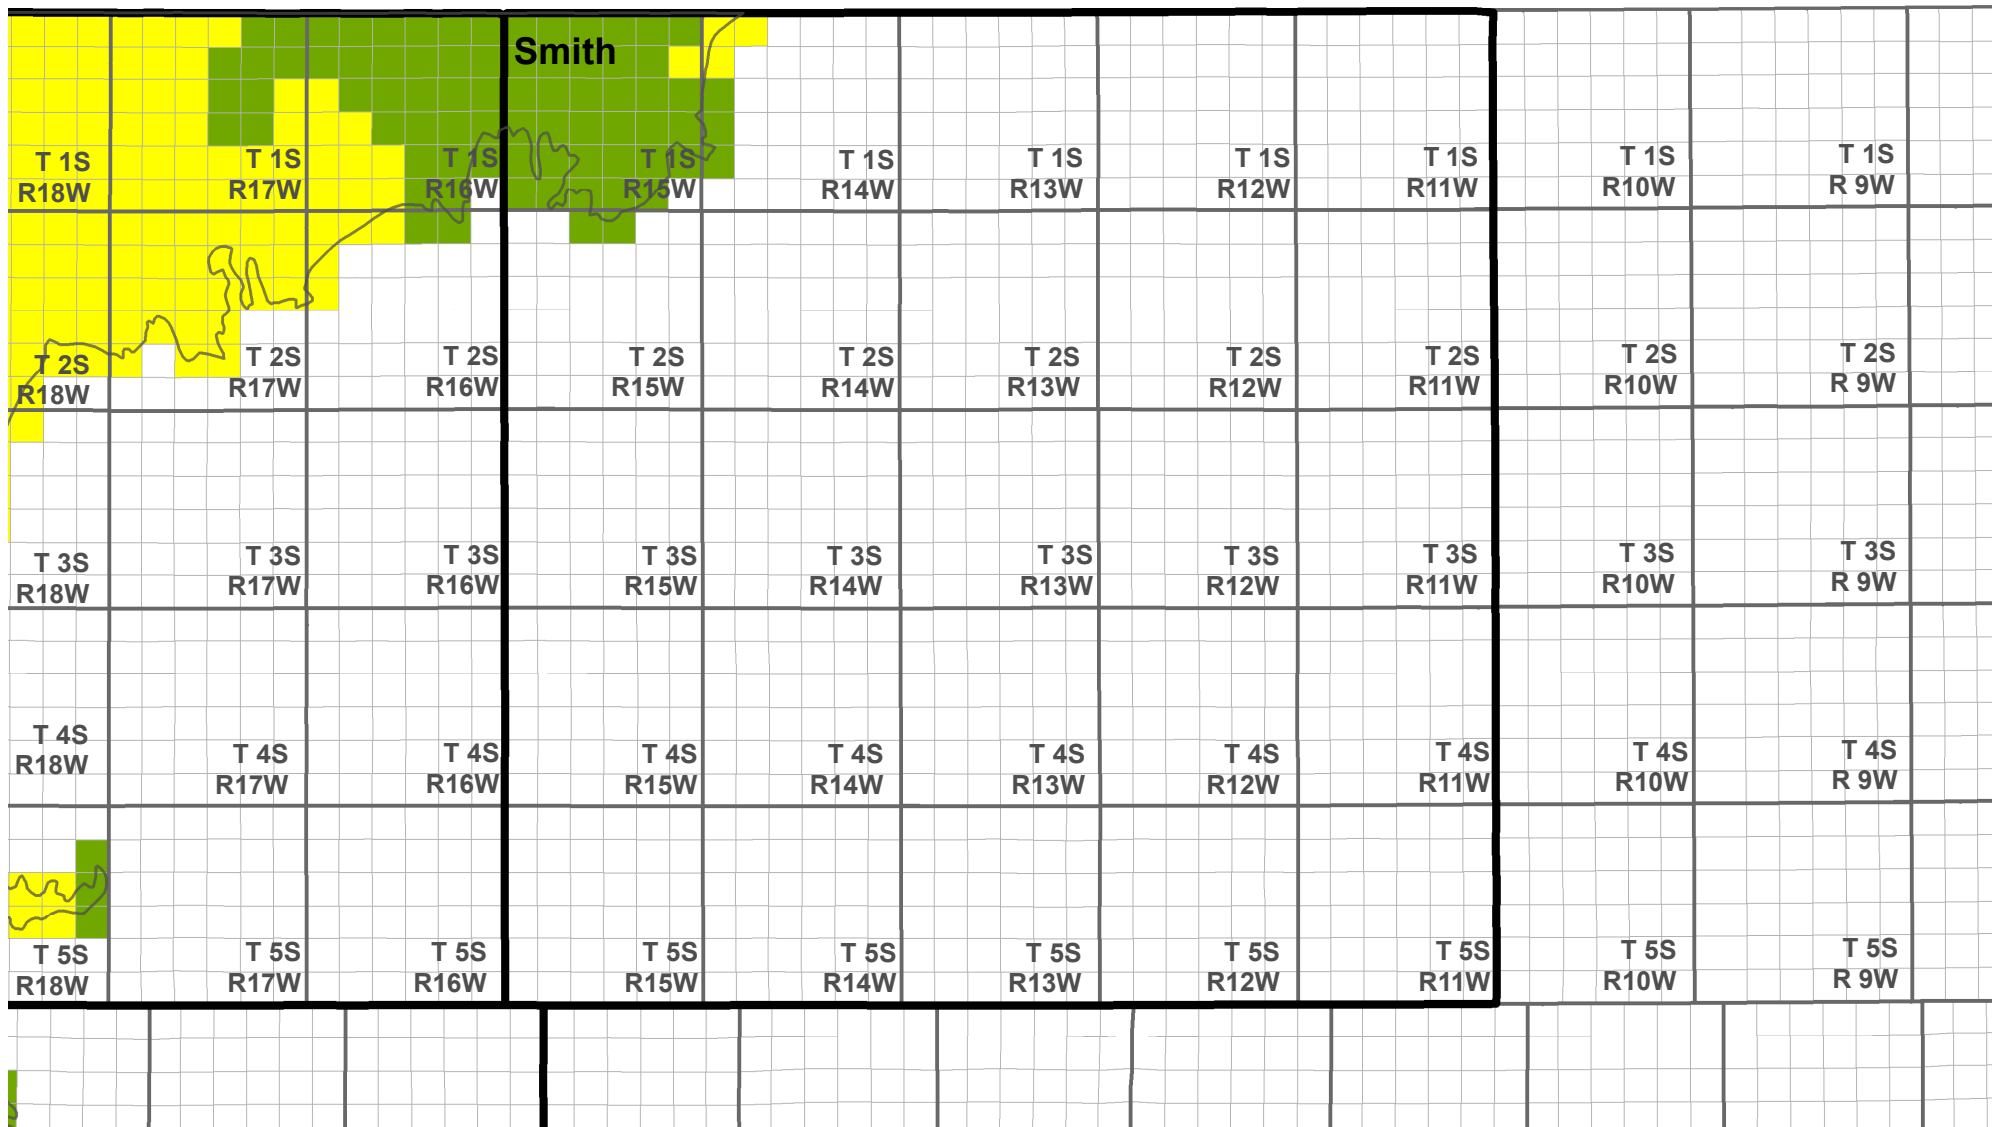 Smith
T 1S
R18W
T 1S
R17W
T 1S
R16W
T 1S
R15W
T 1S
R14W
T 1S
R13W
T 1S
R12W
T 1S
R11W
T 1S
R10W
T 1S
R 9W
T 2S
R18W
T 2S
R17W
T 2S
R16W
T 2S
R15W
T 2S
R14W
T 2S
R13W
T 2S
R12W
T 2S
R11W
T 2S
R10W
T 2S
R 9W
T 3S
R18W
T 3S
R17W
T 3S
R16W
T 3S
R15W
T 3S
R14W
T 3S
R13W
T 3S
R12W
T 3S
R11W
T 3S
R10W
T 3S
R 9W
T 4S
R18W
T 4S
R17W
T 4S
R16W
T 4S
R15W
T 4S
R14W
T 4S
R13W
T 4S
R12W
T 4S
R11W
T 4S
R10W
T 4S
R 9W
T 5S
R18W
T 5S
R17W
T 5S
R16W
T 5S
R15W
T 5S
R14W
T 5S
R13W
T 5S
R12W
T 5S
R11W
T 5S
R10W
T 5S
R 9W